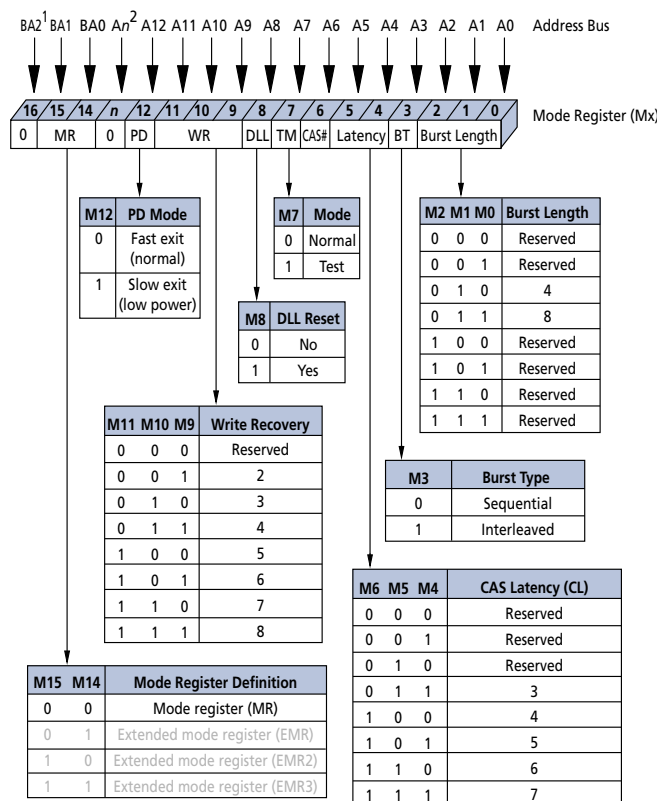 BA2¹ BA1 BA0 An² A12 A11 A10 A9 A8 A7 A6 A5 A4 A3 A2 A1 A0 Address Bus
16 15 14 n 12 11 10 9 8 7 6 5 4 3 2 1 0 Mode Register (Mx)
0 MR 0 PD WR DLL TM CAS# Latency BT Burst Length
M12 PD Mode
0 Fast exit
(normal)
1 Slow exit
(low power)
M7 Mode
0 Normal
1 Test
M2 M1 M0 Burst Length
0 0 0 Reserved
0 0 1 Reserved
0 1 0 4
0 1 1 8
1 0 0 Reserved
1 0 1 Reserved
1 1 0 Reserved
1 1 1 Reserved
M8 DLL Reset
0 No
1 Yes
M11 M10 M9 Write Recovery
0 0 0 Reserved
0 0 1 2
0 1 0 3
0 1 1 4
1 0 0 5
1 0 1 6
1 1 0 7
1 1 1 8
M3 Burst Type
0 Sequential
1 Interleaved
M6 M5 M4 CAS Latency (CL)
0 0 0 Reserved
0 0 1 Reserved
0 1 0 Reserved
0 1 1 3
1 0 0 4
1 0 1 5
1 1 0 6
1 1 1 7
M15 M14 Mode Register Definition
0 0 Mode register (MR)
0 1 Extended mode register (EMR)
1 0 Extended mode register (EMR2)
1 1 Extended mode register (EMR3)